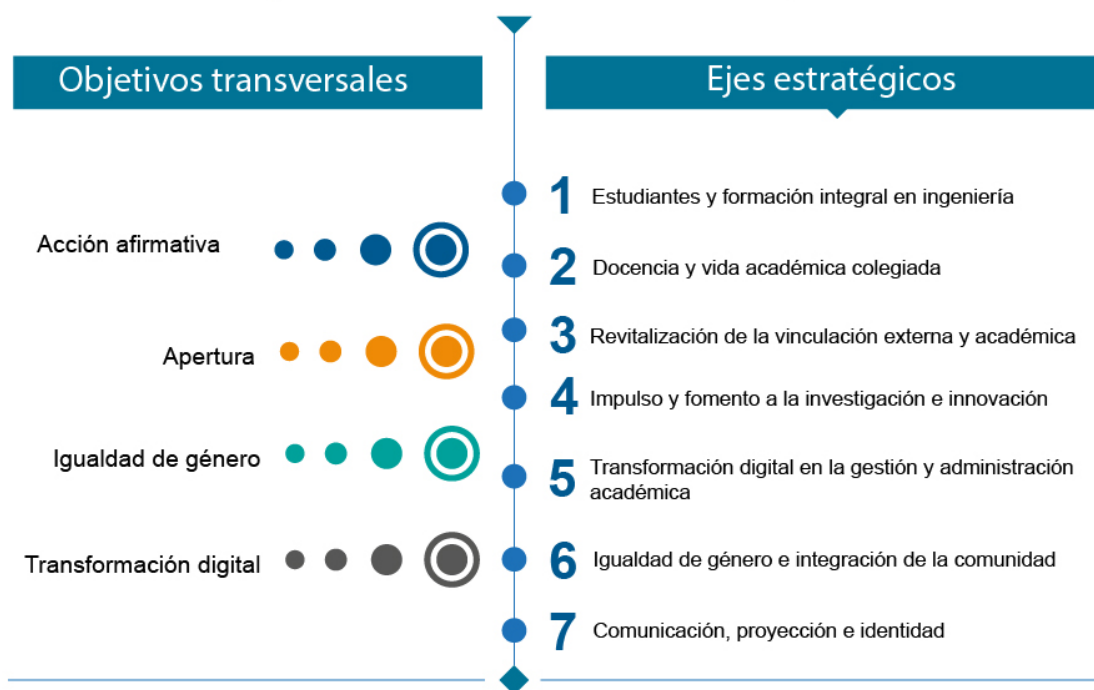 Objetivos transversales
Acción afirmativa
Apertura
Igualdad de género
Transformación digital
Ejes estratégicos
1 Estudiantes y formación integral en ingeniería
2 Docencia y vida académica colegiada
3 Revitalización de la vinculación externa y académica
4 Impulso y fomento a la investigación e innovación
5 Transformación digital en la gestión y administración
académica
6 Igualdad de género e integración de la comunidad
7 Comunicación, proyección e identidad